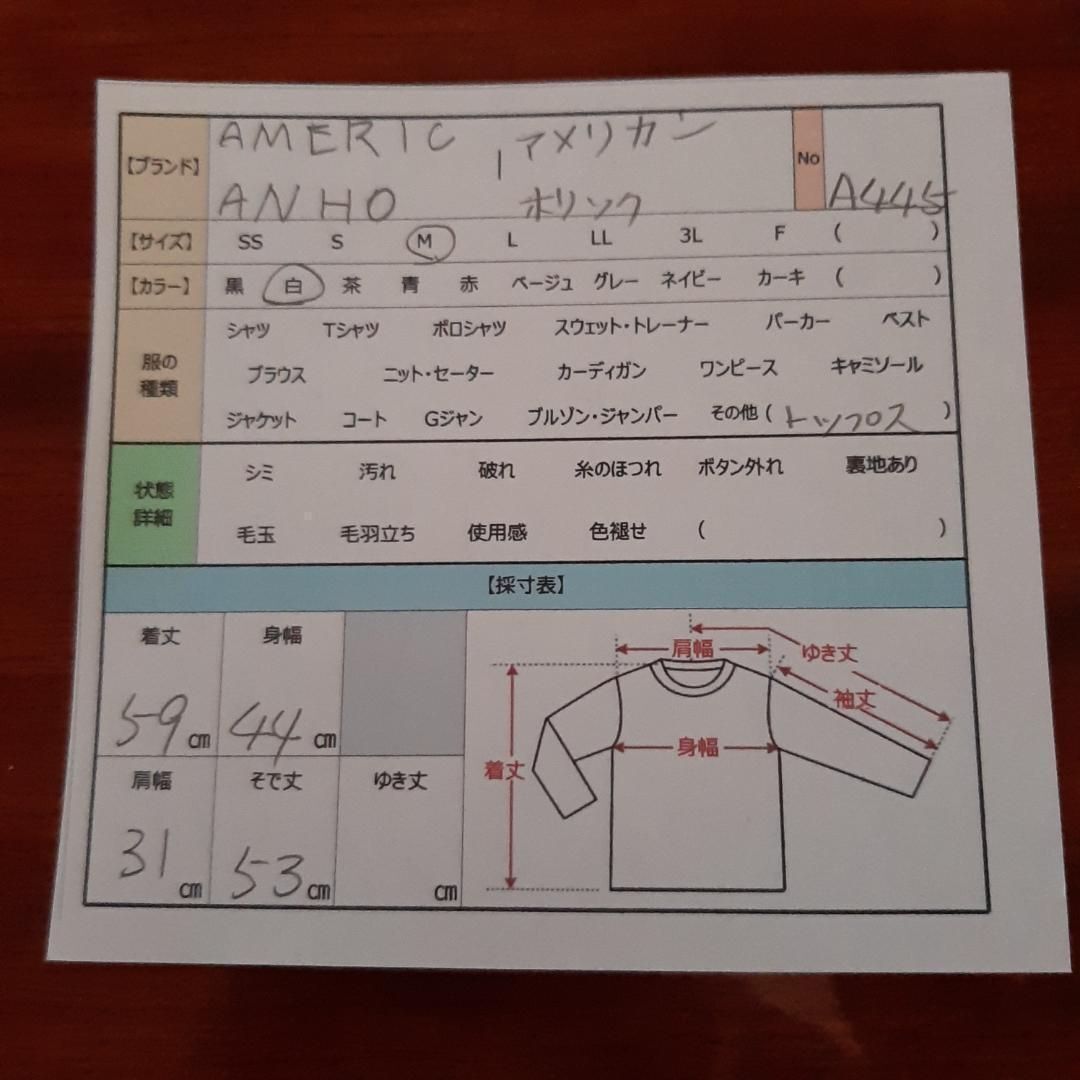 【ブランド】
AMERIC アメリカン
ANHO ホリック
No
A445
【サイズ】 SS S M L LL 3L F ( )
【カラー】 黒 白 茶 青 赤 ベージュ グレー ネイビー カーキ ( )
服の
種類
シャツ Tシャツ ポロシャツ スウェット・トレーナー パーカー ベスト
ブラウス ニット・セーター カーディガン ワンピース キャミソール
ジャケット コート Gジャン ブルゾン・ジャンパー その他 ( トップス )
状態
詳細
シミ 汚れ 破れ 糸のほつれ ボタン外れ 裏地あり
毛玉 毛羽立ち 使用感 色褪せ ( )
【採寸表】
着丈 身幅
59 cm 44 cm
肩幅 そで丈 ゆき丈
31 cm 53 cm cm
肩幅 ゆき丈
袖丈
身幅
着丈